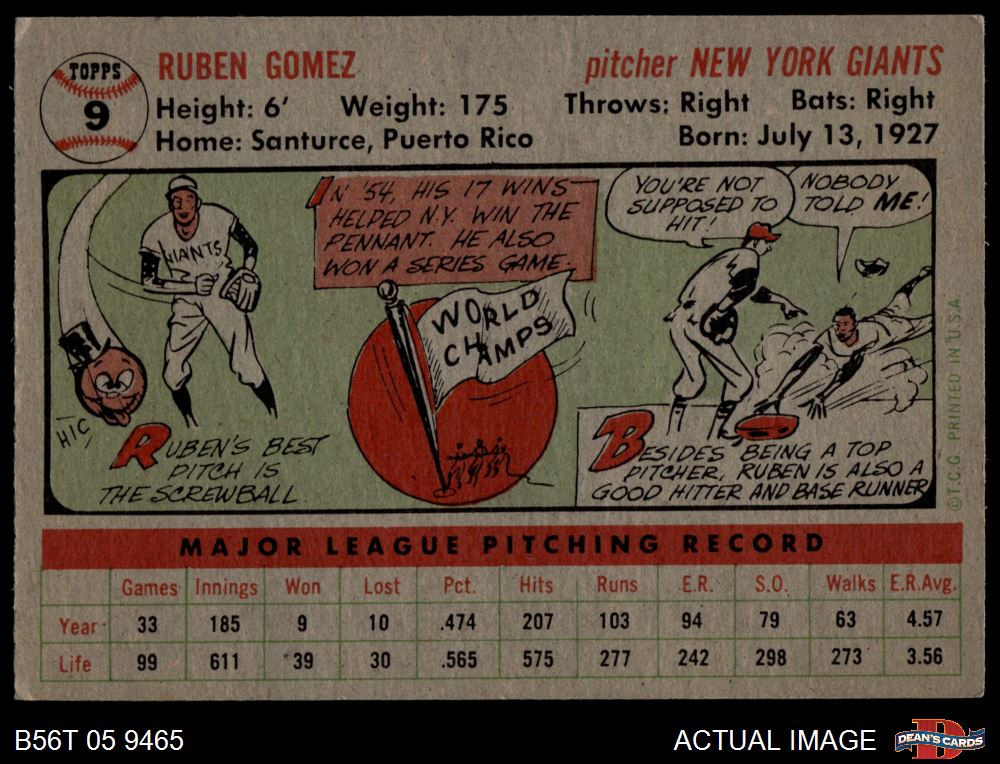 TOPPS
9
RUBEN GOMEZ
pitcher NEW YORK GIANTS
Height: 6' Weight: 175 Throws: Right Bats: Right
Home: Santurce, Puerto Rico Born: July 13, 1927
GIANTS
HIC
RUBEN'S BEST
PITCH IS
THE SCREWBALL
IN '54, HIS 17 WINS
HELPED N.Y. WIN THE
PENNANT. HE ALSO
WON A SERIES GAME.
WORLD
CHAMPS
YOU'RE NOT
SUPPOSED TO
HIT!
NOBODY
TOLD ME!
BESIDES BEING A TOP
PITCHER, RUBEN IS ALSO A
GOOD HITTER AND BASE RUNNER
© T.C.G. PRINTED IN U.S.A.
MAJOR LEAGUE PITCHING RECORD
Games Innings Won Lost Pct. Hits Runs E.R. S.O. Walks E.R.Avg.
Year 33 185 9 10 .474 207 103 94 79 63 4.57
Life 99 611 39 30 .565 575 277 242 298 273 3.56
B56T 05 9465
ACTUAL IMAGE
DEAN'S CARDS